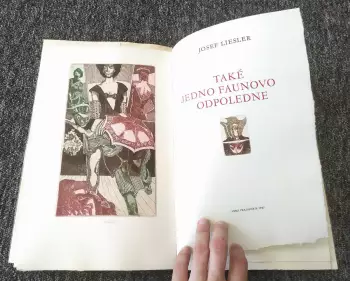 JOSEF LIESLER
TAKÉ
JEDNO FAUNOVO
ODPOLEDNE